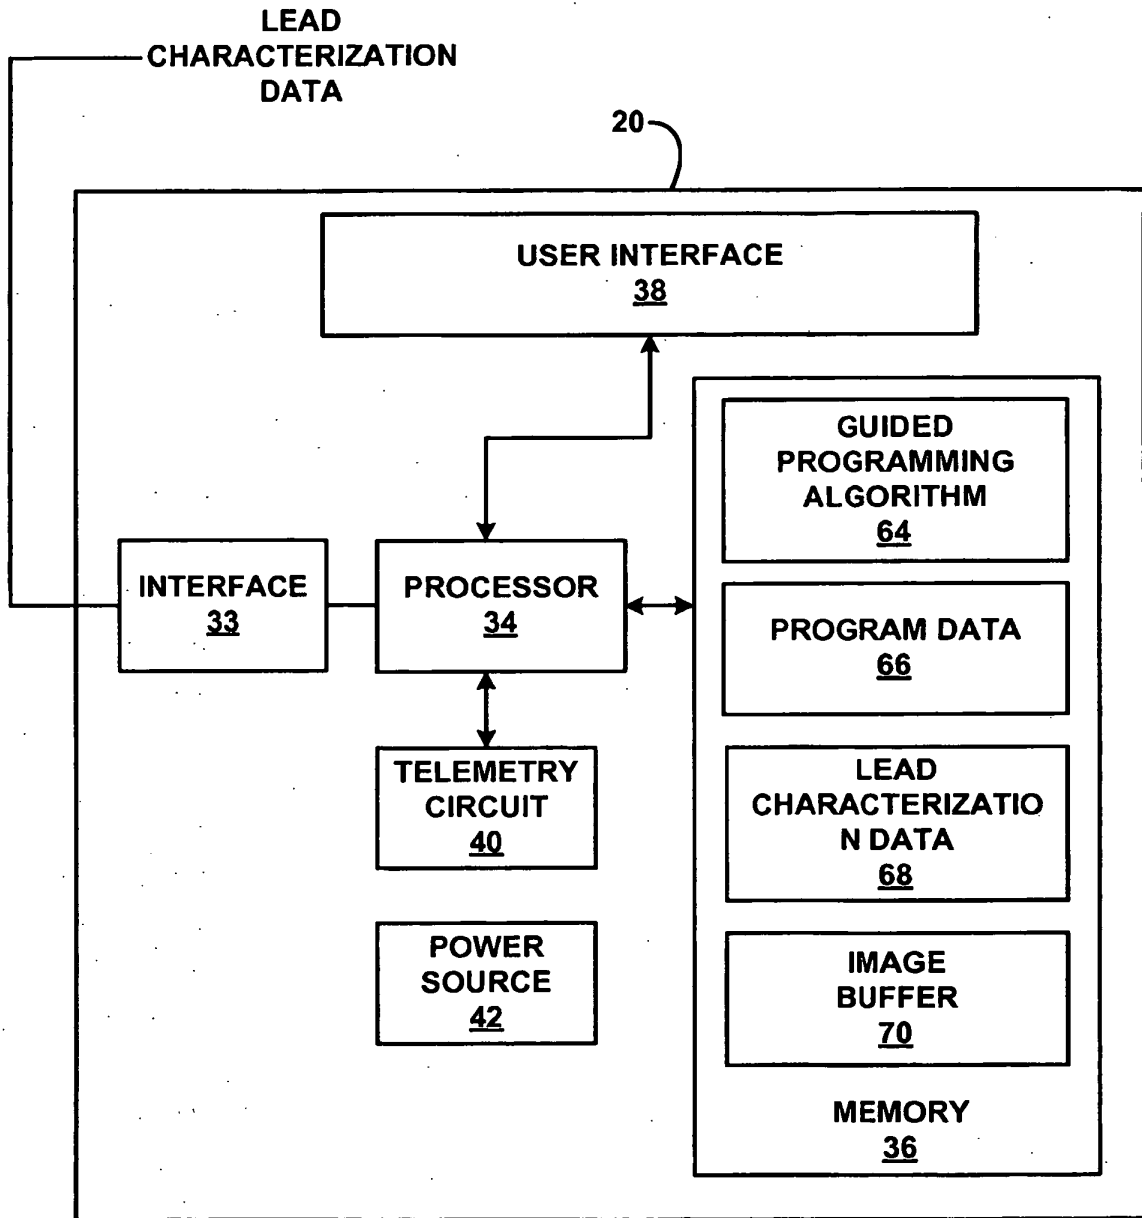 LEAD
CHARACTERIZATION
DATA
20
USER INTERFACE
38
GUIDED
PROGRAMMING
ALGORITHM
64
INTERFACE
33
PROCESSOR
34
PROGRAM DATA
66
TELEMETRY
CIRCUIT
40
LEAD
CHARACTERIZATIO
N DATA
68
POWER
SOURCE
42
IMAGE
BUFFER
70
MEMORY
36